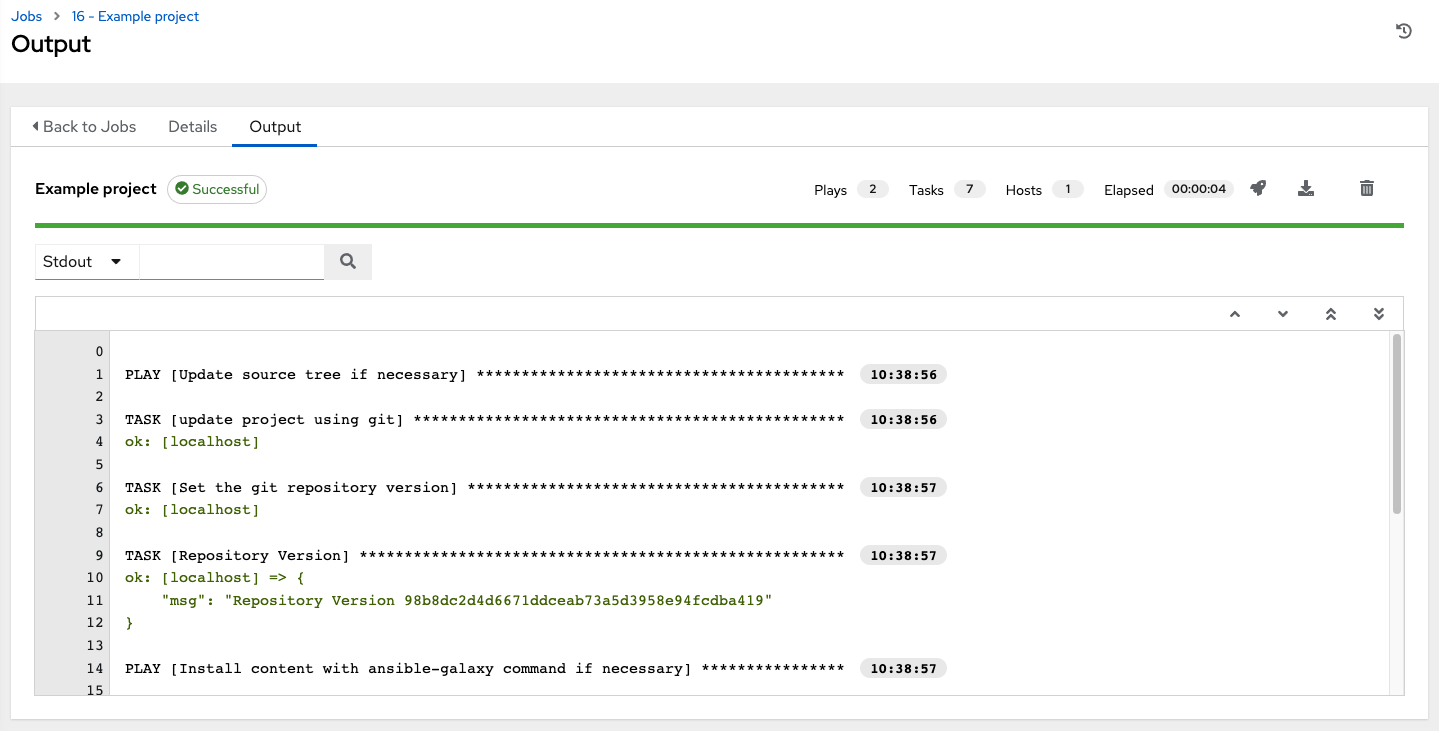 Jobs > 16 - Example project
Output
Back to Jobs Details Output
Example project Successful Plays 2 Tasks 7 Hosts 1 Elapsed 00:00:04
Stdout
0
1 PLAY [Update source tree if necessary] ***************************************** 10:38:56
2
3 TASK [update project using git] ************************************************ 10:38:56
4 ok: [localhost]
5
6 TASK [Set the git repository version] ****************************************** 10:38:57
7 ok: [localhost]
8
9 TASK [Repository Version] ****************************************************** 10:38:57
10 ok: [localhost] => {
11 "msg": "Repository Version 98b8dc2d4d6671ddceab73a5d3958e94fcdba419"
12 }
13
14 PLAY [Install content with ansible-galaxy command if necessary] **************** 10:38:57
15